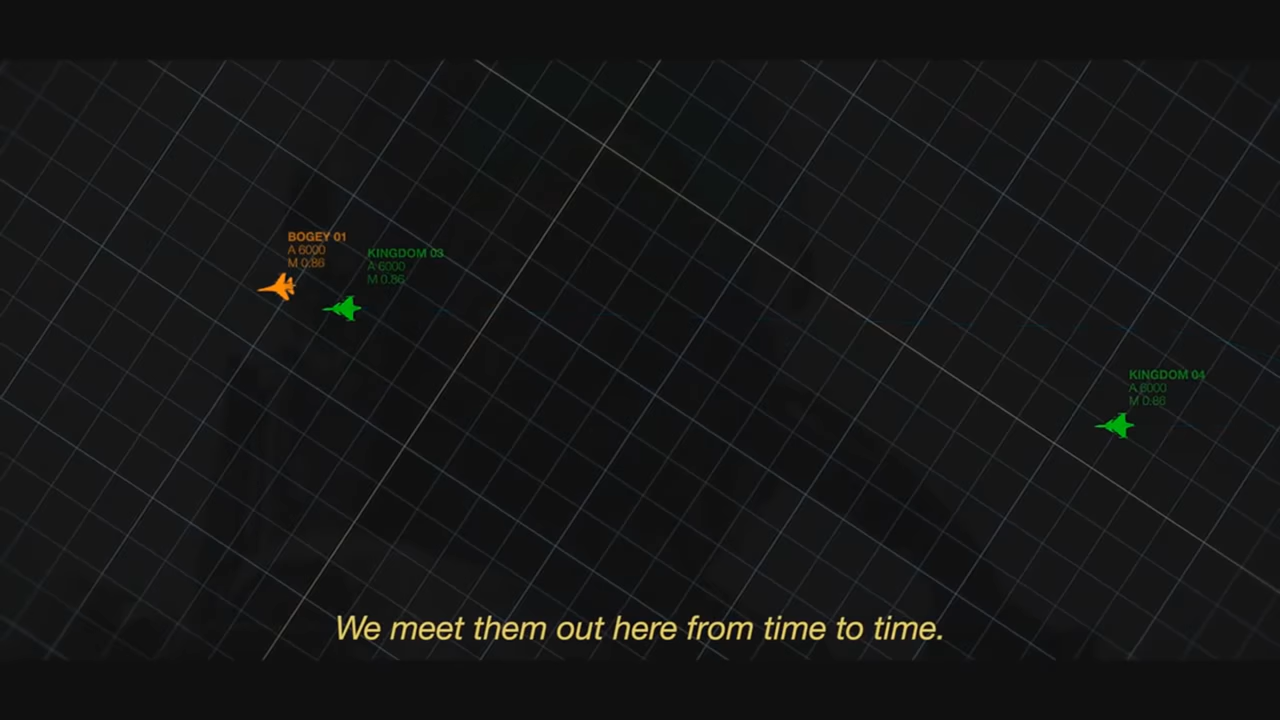 BOGEY 01
A 6000
M 0.86
KINGDOM 03
A 6000
M 0.86
KINGDOM 04
A 6000
M 0.86
We meet them out here from time to time.